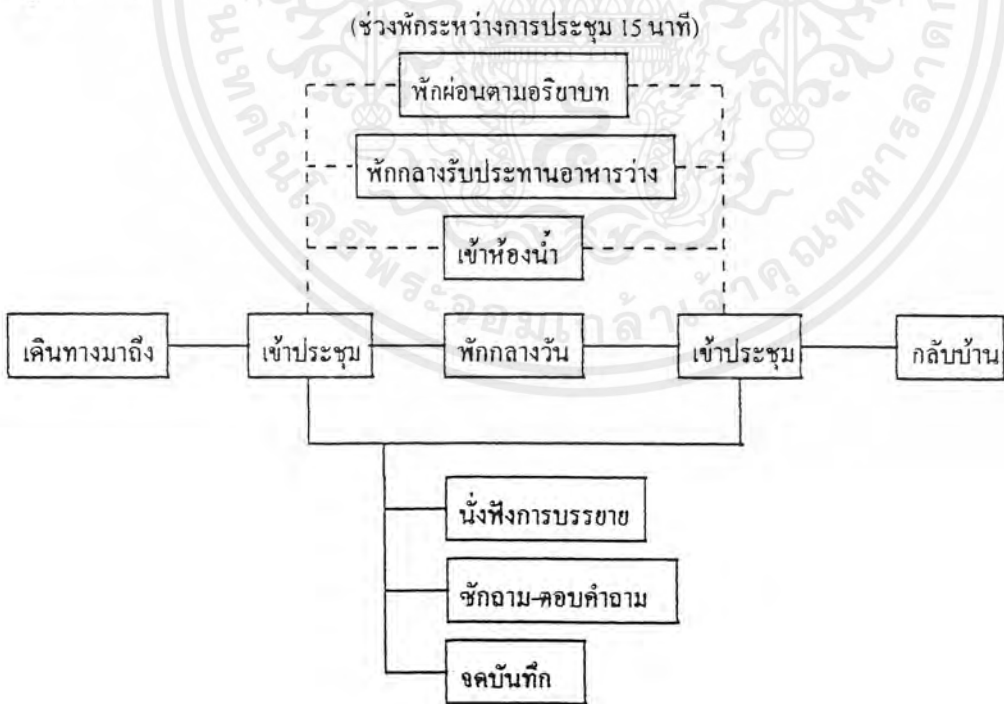 (ช่วงพักระหว่างการประชุม 15 นาที)
พักผ่อนตามอริยาบท
พักกลางรับประทานอาหารว่าง
เข้าห้องน้ำ
เดินทางมาถึง
เข้าประชุม
พักกลางวัน
เข้าประชุม
กลับบ้าน
นั่งฟังการบรรยาย
ซักถาม-ตอบคำถาม
จดบันทึก